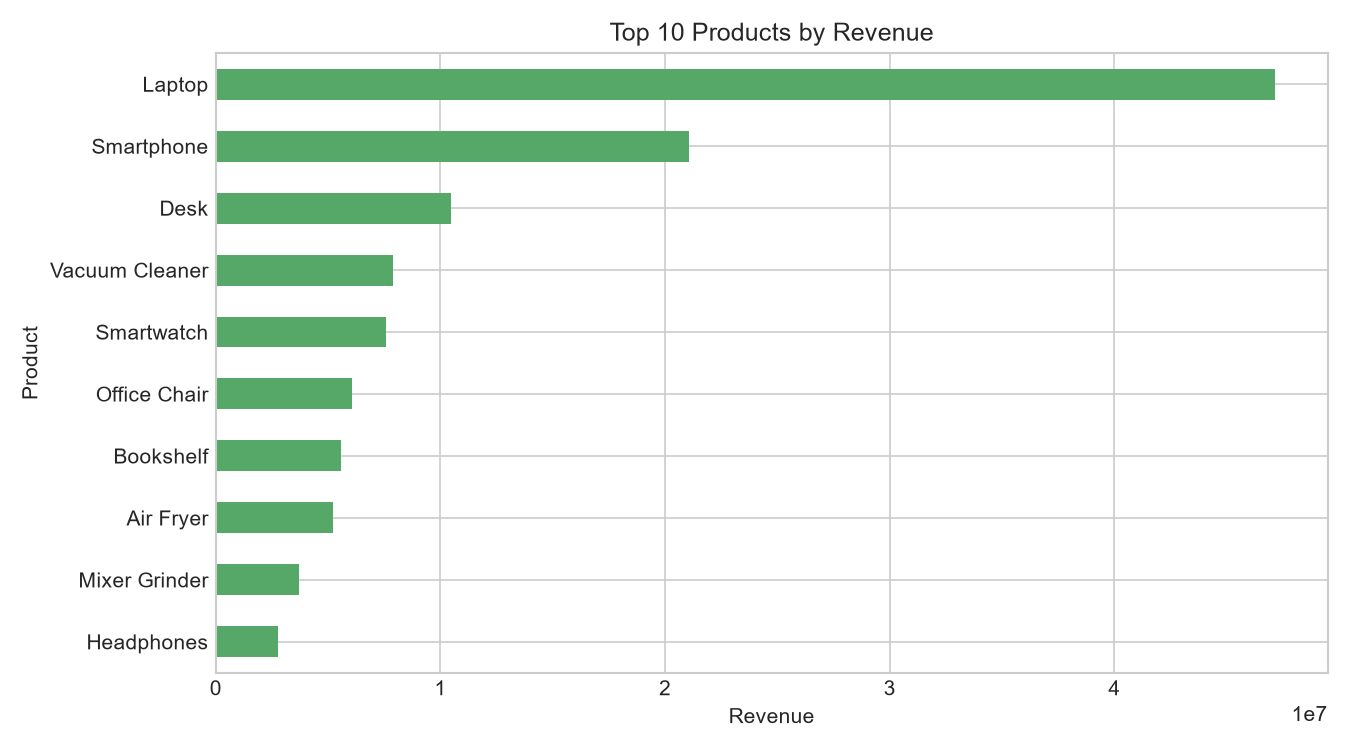 Top 10 Products by Revenue
Laptop
Smartphone
Desk
Vacuum Cleaner
Smartwatch
Office Chair
Bookshelf
Air Fryer
Mixer Grinder
Headphones
Product
0 1 2 3 4
Revenue
1e7